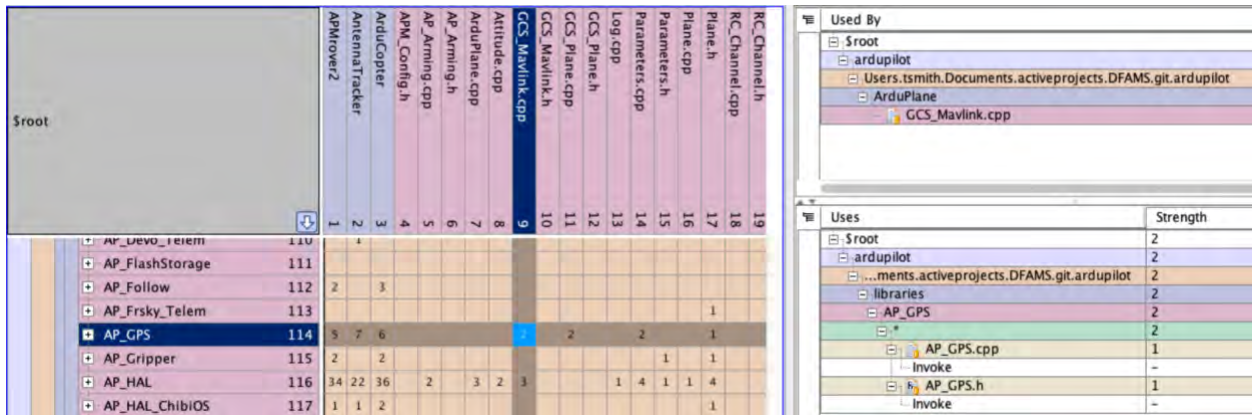 $root
APMrover2
AntennaTracker
ArduCopter
APM_Config.h
AP_Arming.cpp
AP_Arming.h
ArduPlane.cpp
Attitude.cpp
GCS_Mavlink.cpp
GCS_Mavlink.h
GCS_Plane.cpp
GCS_Plane.h
Log.cpp
Parameters.cpp
Parameters.h
Plane.cpp
Plane.h
RC_Channel.cpp
RC_Channel.h
1 2 3 4 5 6 7 8 9 10 11 12 13 14 15 16 17 18 19
AP_Devo_Telem 110 1
AP_FlashStorage 111
AP_Follow 112 2 3
AP_Frsky_Telem 113 1
AP_GPS 114 5 7 6 2 2 2 1
AP_Gripper 115 2 2 1 1
AP_HAL 116 34 22 36 2 3 2 3 1 4 1 1 4
AP_HAL_ChibiOS 117 1 1 2 1
Used By
$root
ardupilot
Users.tsmith.Documents.activeprojects.DFAMS.git.ardupilot
ArduPlane
GCS_Mavlink.cpp
Uses Strength
$root 2
ardupilot 2
...ments.activeprojects.DFAMS.git.ardupilot 2
libraries 2
AP_GPS 2
* 2
AP_GPS.cpp 1
Invoke -
AP_GPS.h 1
Invoke -